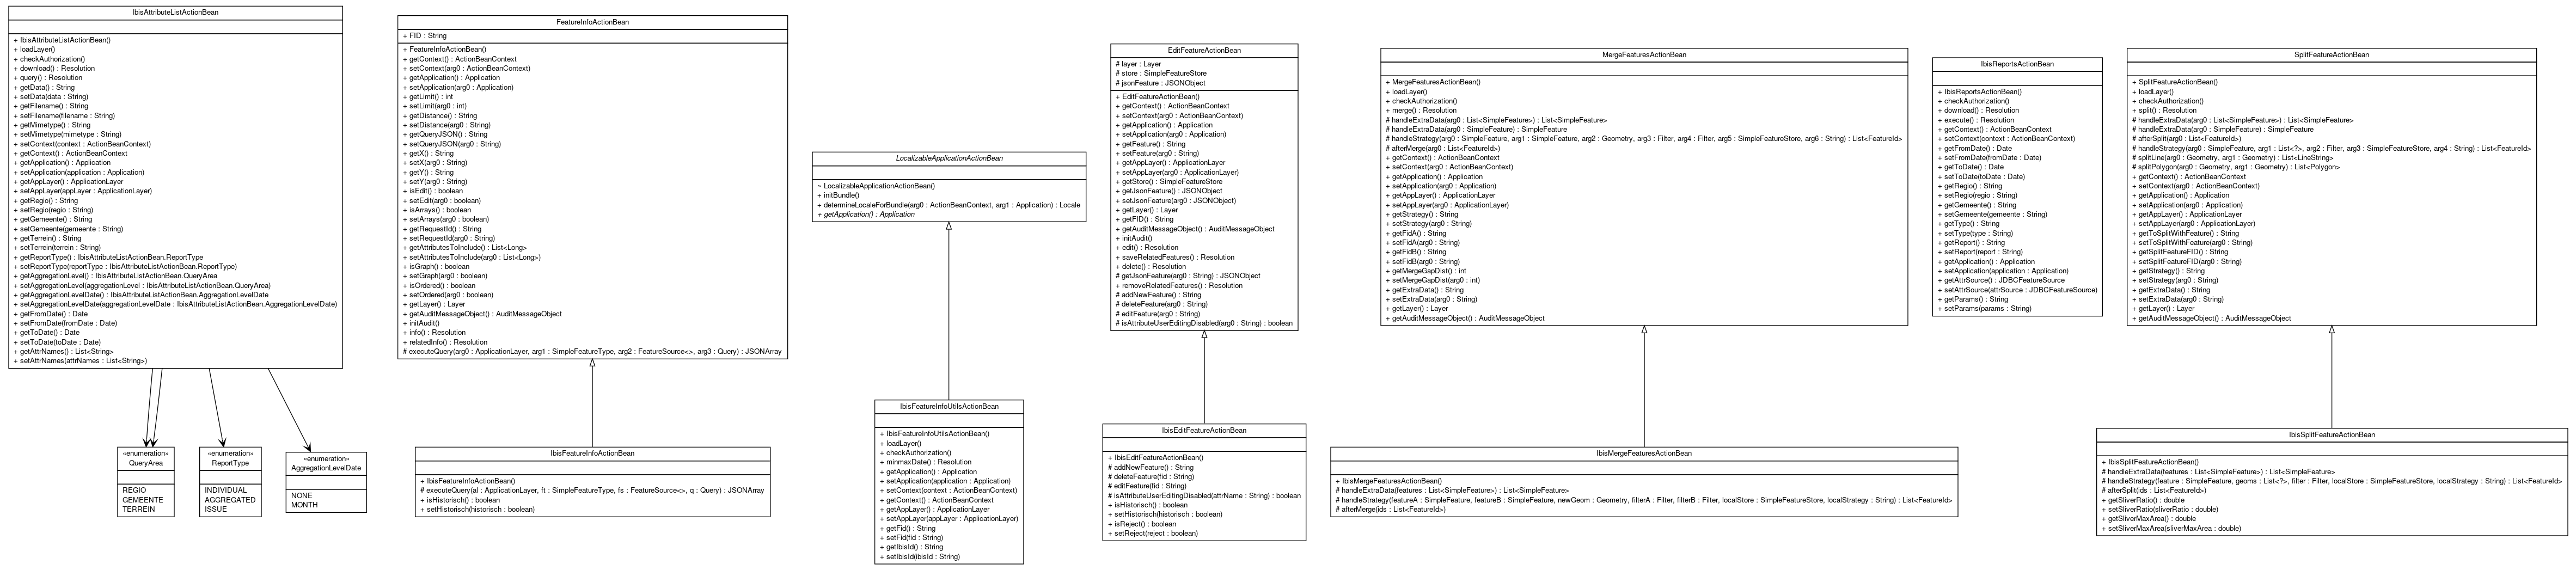 IbisAttributeListActionBean
+ IbisAttributeListActionBean()
+ loadLayer()
+ checkAuthorization()
+ download() : Resolution
+ query() : Resolution
+ getData() : String
+ setData(data : String)
+ getFilename() : String
+ setFilename(filename : String)
+ getMimetype() : String
+ setMimetype(mimetype : String)
+ setContext(context : ActionBeanContext)
+ getContext() : ActionBeanContext
+ getApplication() : Application
+ setApplication(application : Application)
+ getAppLayer() : ApplicationLayer
+ setAppLayer(appLayer : ApplicationLayer)
+ getRegio() : String
+ setRegio(regio : String)
+ getGemeente() : String
+ setGemeente(gemeente : String)
+ getTerrein() : String
+ setTerrein(terrein : String)
+ getReportType() : IbisAttributeListActionBean.ReportType
+ setReportType(reportType : IbisAttributeListActionBean.ReportType)
+ getAggregationLevel() : IbisAttributeListActionBean.QueryArea
+ setAggregationLevel(aggregationLevel : IbisAttributeListActionBean.QueryArea)
+ getAggregationLevelDate() : IbisAttributeListActionBean.AggregationLevelDate
+ setAggregationLevelDate(aggregationLevelDate : IbisAttributeListActionBean.AggregationLevelDate)
+ getFromDate() : Date
+ setFromDate(fromDate : Date)
+ getToDate() : Date
+ setToDate(toDate : Date)
+ getAttrNames() : List<String>
+ setAttrNames(attrNames : List<String>)
«enumeration»
QueryArea
REGIO
GEMEENTE
TERREIN
«enumeration»
ReportType
INDIVIDUAL
AGGREGATED
ISSUE
«enumeration»
AggregationLevelDate
NONE
MONTH
FeatureInfoActionBean
+ FID : String
+ FeatureInfoActionBean()
+ getContext() : ActionBeanContext
+ setContext(arg0 : ActionBeanContext)
+ getApplication() : Application
+ setApplication(arg0 : Application)
+ getLimit() : int
+ setLimit(arg0 : int)
+ getDistance() : String
+ setDistance(arg0 : String)
+ getQueryJSON() : String
+ setQueryJSON(arg0 : String)
+ getX() : String
+ setX(arg0 : String)
+ getY() : String
+ setY(arg0 : String)
+ isEdit() : boolean
+ setEdit(arg0 : boolean)
+ isArrays() : boolean
+ setArrays(arg0 : boolean)
+ getRequestId() : String
+ setRequestId(arg0 : String)
+ getAttributesToInclude() : List<Long>
+ setAttributesToInclude(arg0 : List<Long>)
+ isGraph() : boolean
+ setGraph(arg0 : boolean)
+ isOrdered() : boolean
+ setOrdered(arg0 : boolean)
+ getLayer() : Layer
+ getAuditMessageObject() : AuditMessageObject
+ initAudit()
+ info() : Resolution
+ relatedInfo() : Resolution
# executeQuery(arg0 : ApplicationLayer, arg1 : SimpleFeatureType, arg2 : FeatureSource<>, arg3 : Query) : JSONArray
IbisFeatureInfoActionBean
+ IbisFeatureInfoActionBean()
# executeQuery(al : ApplicationLayer, ft : SimpleFeatureType, fs : FeatureSource<>, q : Query) : JSONArray
+ isHistorisch() : boolean
+ setHistorisch(historisch : boolean)
LocalizableApplicationActionBean
~ LocalizableApplicationActionBean()
+ initBundle()
+ determineLocaleForBundle(arg0 : ActionBeanContext, arg1 : Application) : Locale
+ getApplication() : Application
IbisFeatureInfoUtilsActionBean
+ IbisFeatureInfoUtilsActionBean()
+ loadLayer()
+ checkAuthorization()
+ minmaxDate() : Resolution
+ getApplication() : Application
+ setApplication(application : Application)
+ setContext(context : ActionBeanContext)
+ getContext() : ActionBeanContext
+ getAppLayer() : ApplicationLayer
+ setAppLayer(appLayer : ApplicationLayer)
+ getFid() : String
+ setFid(fid : String)
+ getIbisId() : String
+ setIbisId(ibisId : String)
EditFeatureActionBean
# layer : Layer
# store : SimpleFeatureStore
# jsonFeature : JSONObject
+ EditFeatureActionBean()
+ getContext() : ActionBeanContext
+ setContext(arg0 : ActionBeanContext)
+ getApplication() : Application
+ setApplication(arg0 : Application)
+ getFeature() : String
+ setFeature(arg0 : String)
+ getAppLayer() : ApplicationLayer
+ setAppLayer(arg0 : ApplicationLayer)
+ getStore() : SimpleFeatureStore
+ getJsonFeature() : JSONObject
+ setJsonFeature(arg0 : JSONObject)
+ getLayer() : Layer
+ getFID() : String
+ getAuditMessageObject() : AuditMessageObject
+ initAudit()
+ edit() : Resolution
+ saveRelatedFeatures() : Resolution
+ delete() : Resolution
# getJsonFeature(arg0 : String) : JSONObject
+ removeRelatedFeatures() : Resolution
# addNewFeature() : String
# deleteFeature(arg0 : String)
# editFeature(arg0 : String)
# isAttributeUserEditingDisabled(arg0 : String) : boolean
IbisEditFeatureActionBean
+ IbisEditFeatureActionBean()
# addNewFeature() : String
# deleteFeature(fid : String)
# editFeature(fid : String)
# isAttributeUserEditingDisabled(attrName : String) : boolean
+ isHistorisch() : boolean
+ setHistorisch(historisch : boolean)
+ isReject() : boolean
+ setReject(reject : boolean)
MergeFeaturesActionBean
+ MergeFeaturesActionBean()
+ loadLayer()
+ checkAuthorization()
+ merge() : Resolution
# handleExtraData(arg0 : List<SimpleFeature>) : List<SimpleFeature>
# handleExtraData(arg0 : SimpleFeature) : SimpleFeature
# handleStrategy(arg0 : SimpleFeature, arg1 : SimpleFeature, arg2 : Geometry, arg3 : Filter, arg4 : Filter, arg5 : SimpleFeatureStore, arg6 : String) : List<FeatureId>
# afterMerge(arg0 : List<FeatureId>)
+ getContext() : ActionBeanContext
+ setContext(arg0 : ActionBeanContext)
+ getApplication() : Application
+ setApplication(arg0 : Application)
+ getAppLayer() : ApplicationLayer
+ setAppLayer(arg0 : ApplicationLayer)
+ getStrategy() : String
+ setStrategy(arg0 : String)
+ getFidA() : String
+ setFidA(arg0 : String)
+ getFidB() : String
+ setFidB(arg0 : String)
+ getMergeGapDist() : int
+ setMergeGapDist(arg0 : int)
+ getExtraData() : String
+ setExtraData(arg0 : String)
+ getLayer() : Layer
+ getAuditMessageObject() : AuditMessageObject
IbisMergeFeaturesActionBean
+ IbisMergeFeaturesActionBean()
# handleExtraData(features : List<SimpleFeature>) : List<SimpleFeature>
# handleStrategy(featureA : SimpleFeature, featureB : SimpleFeature, newGeom : Geometry, filterA : Filter, filterB : Filter, localStore : SimpleFeatureStore, localStrategy : String) : List<FeatureId>
# afterMerge(ids : List<FeatureId>)
IbisReportsActionBean
+ IbisReportsActionBean()
+ checkAuthorization()
+ download() : Resolution
+ execute() : Resolution
+ getContext() : ActionBeanContext
+ setContext(context : ActionBeanContext)
+ getFromDate() : Date
+ setFromDate(fromDate : Date)
+ getToDate() : Date
+ setToDate(toDate : Date)
+ getRegio() : String
+ setRegio(regio : String)
+ getGemeente() : String
+ setGemeente(gemeente : String)
+ getType() : String
+ setType(type : String)
+ getReport() : String
+ setReport(report : String)
+ getApplication() : Application
+ setApplication(application : Application)
+ getAttrSource() : JDBCFeatureSource
+ setAttrSource(attrSource : JDBCFeatureSource)
+ getParams() : String
+ setParams(params : String)
SplitFeatureActionBean
+ SplitFeatureActionBean()
+ loadLayer()
+ checkAuthorization()
+ split() : Resolution
# handleExtraData(arg0 : List<SimpleFeature>) : List<SimpleFeature>
# handleExtraData(arg0 : SimpleFeature) : SimpleFeature
# afterSplit(arg0 : List<FeatureId>)
# handleStrategy(arg0 : SimpleFeature, arg1 : List<?>, arg2 : Filter, arg3 : SimpleFeatureStore, arg4 : String) : List<FeatureId>
# splitLine(arg0 : Geometry, arg1 : Geometry) : List<LineString>
# splitPolygon(arg0 : Geometry, arg1 : Geometry) : List<Polygon>
+ getContext() : ActionBeanContext
+ setContext(arg0 : ActionBeanContext)
+ getApplication() : Application
+ setApplication(arg0 : Application)
+ getAppLayer() : ApplicationLayer
+ setAppLayer(arg0 : ApplicationLayer)
+ getToSplitWithFeature() : String
+ setToSplitWithFeature(arg0 : String)
+ getSplitFeatureFID() : String
+ setSplitFeatureFID(arg0 : String)
+ getStrategy() : String
+ setStrategy(arg0 : String)
+ getExtraData() : String
+ setExtraData(arg0 : String)
+ getLayer() : Layer
+ getAuditMessageObject() : AuditMessageObject
IbisSplitFeatureActionBean
+ IbisSplitFeatureActionBean()
# handleExtraData(features : List<SimpleFeature>) : List<SimpleFeature>
# handleStrategy(feature : SimpleFeature, geoms : List<?>, filter : Filter, localStore : SimpleFeatureStore, localStrategy : String) : List<FeatureId>
# afterSplit(ids : List<FeatureId>)
+ getSliverRatio() : double
+ setSliverRatio(sliverRatio : double)
+ getSliverMaxArea() : double
+ setSliverMaxArea(sliverMaxArea : double)